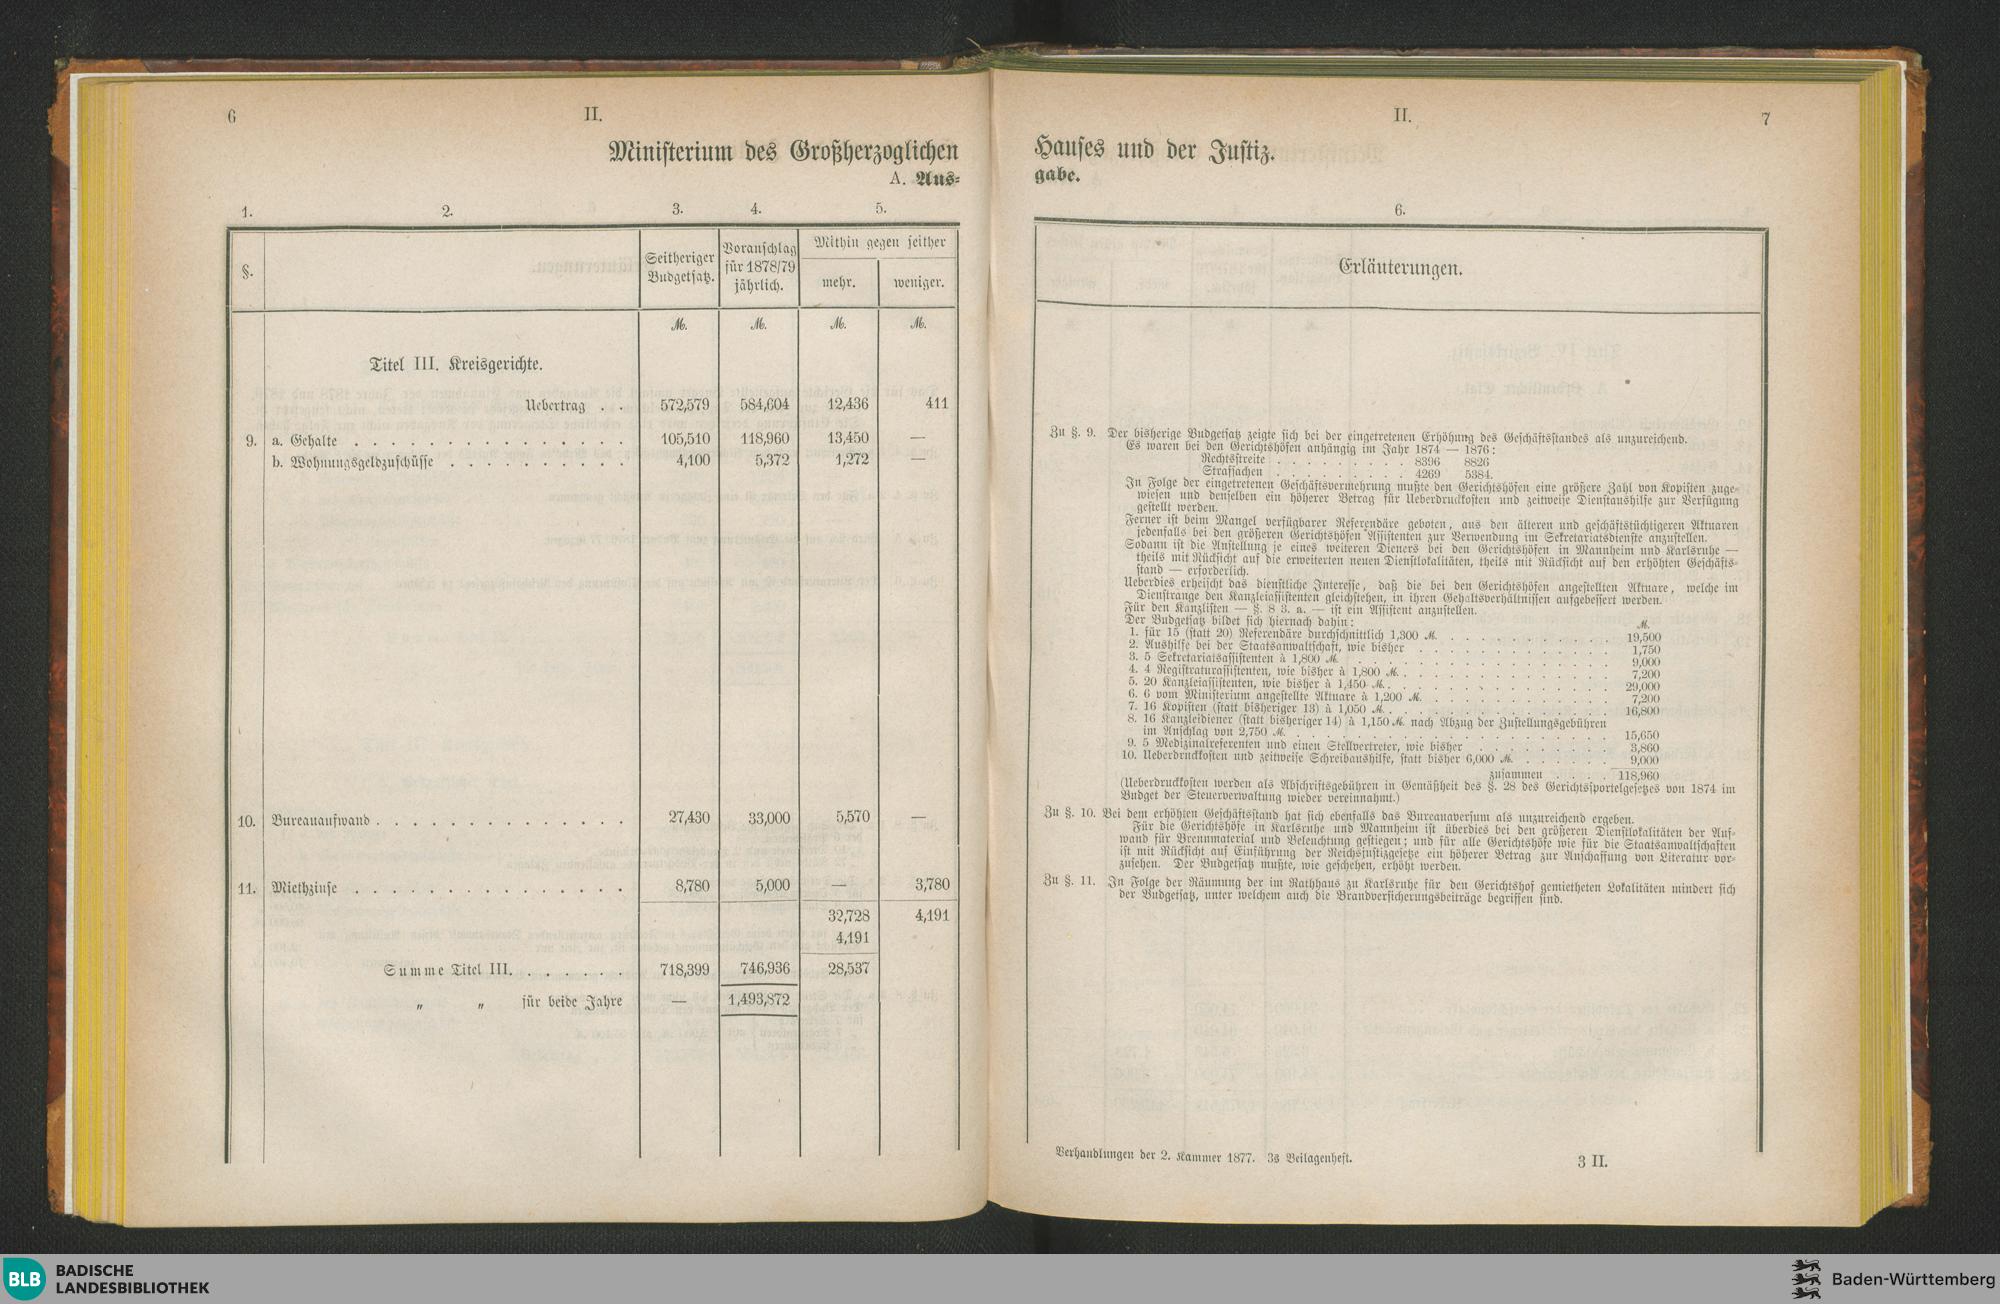 6
II.
Ministerium des Großherzoglichen
A. Aus-
1.
2.
3.
4.
5.
§.
Seitheriger Budgetsatz.
Voranschlag für 1878/79 jährlich.
Mithin gegen seither
mehr.
weniger.
M. M. M. M.
Titel III. Kreisgerichte.
Uebertrag . . 572,579 584,604 12,436 411
9. a. Gehalte . . . . . . . . . . . . . . 105,510 118,960 13,450 —
b. Wohnungsgeldzuschüsse . . . . . . . . . . 4,100 5,372 1,272 —
10. Bureauaufwand . . . . . . . . . . . . . . 27,430 33,000 5,570 —
11. Miethzinse . . . . . . . . . . . . . . . 8,780 5,000 — 3,780
32,728 4,191
4,191
Summe Titel III. . . . . . . 718,399 746,936 28,537
„ „ für beide Jahre — 1,493,872
II.
7
Hauses und der Justiz.
gabe.
6.
Erläuterungen.
Zu §. 9. Der bisherige Budgetsatz zeigte sich bei der eingetretenen Erhöhung des Geschäftsstandes als unzureichend.
Es waren bei den Gerichtshöfen anhängig im Jahr 1874 — 1876:
Rechtsstreite . . . . . . . . . 8396 8826
Strafsachen . . . . . . . . . 4269 5384.
In Folge der eingetretenen Geschäftsvermehrung mußte den Gerichtshöfen eine größere Zahl von Kopisten zuge-
wiesen und denselben ein höherer Betrag für Ueberdruckkosten und zeitweise Dienstaushilfe zur Verfügung
gestellt werden.
Ferner ist beim Mangel verfügbarer Referendäre geboten, aus den älteren und geschäftstüchtigeren Aktuaren
jedenfalls bei den größeren Gerichtshöfen Assistenten zur Verwendung im Sekretariatsdienste anzustellen.
Sodann ist die Anstellung je eines weiteren Dieners bei den Gerichtshöfen in Mannheim und Karlsruhe —
theils mit Rücksicht auf die erweiterten neuen Dienstlokalitäten, theils mit Rücksicht auf den erhöhten Geschäfts-
stand — erforderlich.
Ueberdies erheischt das dienstliche Interesse, daß die bei den Gerichtshöfen angestellten Aktuare, welche im
Dienstrange den Kanzleiassistenten gleichstehen, in ihren Gehaltsverhältnissen aufgebessert werden.
Für den Kanzlisten — §. 8 3. a. — ist ein Assistent anzustellen.
Der Budgetsatz bildet sich hiernach dahin: M.
1. für 15 (statt 20) Referendäre durchschnittlich 1,300 M. . . . . . . . . . . . 19,500
2. Aushilfe bei der Staatsanwaltschaft, wie bisher . . . . . . . . . . . . 1,750
3. 5 Sekretariatsassistenten à 1,800 M. . . . . . . . . . . . . . . . . 9,000
4. 4 Registraturassistenten, wie bisher à 1,800 M. . . . . . . . . . . . . . 7,200
5. 20 Kanzleiassistenten, wie bisher à 1,450 M. . . . . . . . . . . . . . . 29,000
6. 6 vom Ministerium angestellte Aktuare à 1,200 M. . . . . . . . . . . . . 7,200
7. 16 Kopisten (statt bisheriger 13) à 1,050 M. . . . . . . . . . . . . . . 16,800
8. 16 Kanzleidiener (statt bisheriger 14) à 1,150 M. nach Abzug der Zustellungsgebühren
im Anschlag von 2,750 M. . . . . . . . . . . . . . . . . . . . 15,650
9. 5 Medizinalreferenten und einen Stellvertreter, wie bisher . . . . . . . . . 3,860
10. Ueberdruckkosten und zeitweise Schreibaushilfe, statt bisher 6,000 M. . . . . . . 9,000
zusammen . . . . 118,960
(Ueberdruckkosten werden als Abschriftsgebühren in Gemäßheit des §. 28 des Gerichtssportelgesetzes von 1874 im
Budget der Steuerverwaltung wieder vereinnahmt.)
Zu §. 10. Bei dem erhöhten Geschäftsstand hat sich ebenfalls das Bureauaversum als unzureichend ergeben.
Für die Gerichtshöfe in Karlsruhe und Mannheim ist überdies bei den größeren Dienstlokalitäten der Auf-
wand für Brennmaterial und Beleuchtung gestiegen; und für alle Gerichtshöfe wie für die Staatsanwaltschaften
ist mit Rücksicht auf Einführung der Reichsjustizgesetze ein höherer Betrag zur Anschaffung von Literatur vor-
zusehen. Der Budgetsatz mußte, wie geschehen, erhöht werden.
Zu §. 11. In Folge der Räumung der im Rathhaus zu Karlsruhe für den Gerichtshof gemietheten Lokalitäten mindert sich
der Budgetsatz, unter welchem auch die Brandversicherungsbeiträge begriffen sind.
Verhandlungen der 2. Kammer 1877. 3s Beilagenheft.
3 II.
BLB
BADISCHE
LANDESBIBLIOTHEK
Baden-Württemberg